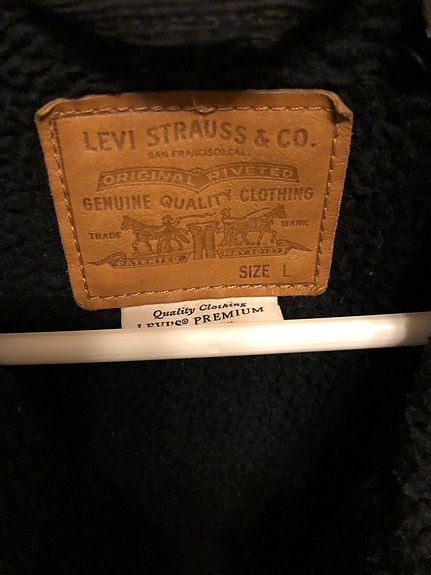 LEVI STRAUSS & CO.
SAN FRANCISCO, CAL.
ORIGINAL RIVETED
GENUINE QUALITY CLOTHING
TRADE MARK
PATENTED MAY 20 1873
SIZE L
Quality Clothing
LEVI'S® PREMIUM